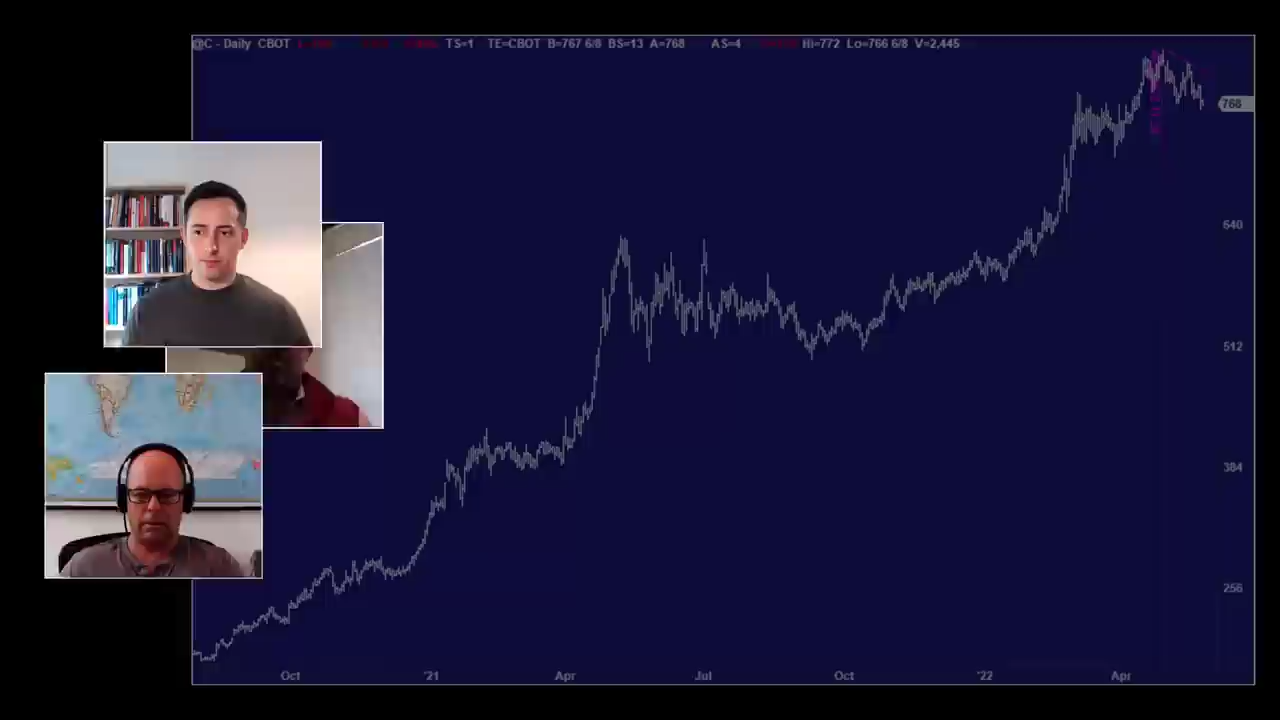 @C - Daily CBOT TS=1 TE=CBOT B=767 6/8 BS=13 A=768 AS=4 Hi=772 Lo=766 6/8 V=2,445
768
640
512
384
256
Oct '21 Apr Jul Oct '22 Apr